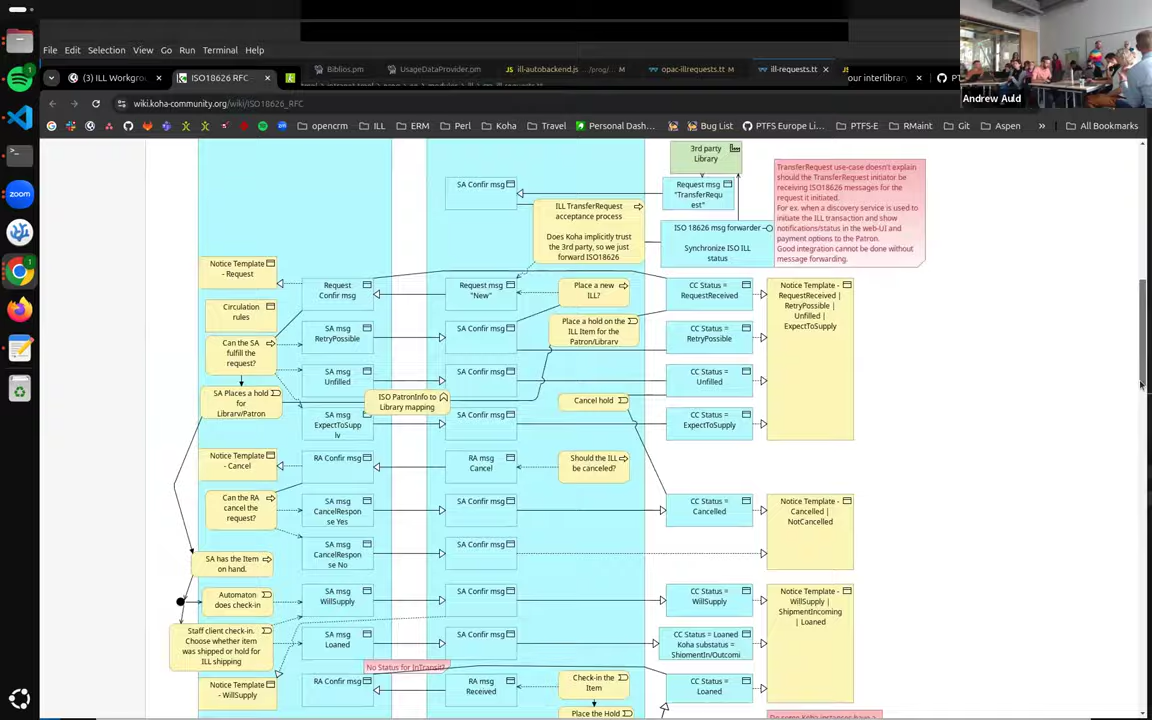 File Edit Selection View Go Run Terminal Help
Biblios.pm
UsageDataProvider.pm
ill-autobackend.js
M
opac-illrequests.tt
M
ill-requests.tt
(3) ILL Workgro
ISO18626 RFC
our interlibrary
wiki.koha-community.org/wiki/ISO18626_RFC
opencrm
ILL
ERM
Perl
Koha
Travel
Personal Dash...
Bug List
PTFS Europe Li...
PTFS-E
RMaint
Git
Aspen
»
All Bookmarks
Andrew Auld
zoom
3rd party
Library
SA Confir msg
Request msg
"TransferRequ
est"
TransferRequest use-case doesn't explain
should the TransferRequest initiator be
receiving ISO18626 messages for the
request it initiated.
For ex. when a discovery service is used to
initiate the ILL transaction and show
notifications/status in the web-UI and
payment options to the Patron.
Good integration cannot be done without
message forwarding.
ILL TransferRequest
acceptance process
Does Koha implicitly trust
the 3rd party, so we just
forward ISO18626
ISO 18626 msg forwarder
Synchronize ISO ILL
status
Notice Template
- Request
Request
Confir msg
Request msg
"New"
Place a new
ILL?
CC Status =
RequestReceived
Notice Template -
RequestReceived |
RetryPossible |
Unfilled |
ExpectToSupply
Circulation
rules
SA msg
RetryPossible
SA Confir msg
Place a hold on the
ILL Item for the
Patron/Library
CC Status =
RetryPossible
Can the SA
fulfill the
request?
SA msg
Unfilled
SA Confir msg
CC Status =
Unfilled
SA Places a hold
for
Library/Patron
ISO PatronInfo to
Library mapping
Cancel hold
SA msg
ExpectToSupp
ly
SA Confir msg
CC Status =
ExpectToSupply
Notice Template
- Cancel
RA Confir msg
RA msg
Cancel
Should the ILL
be canceled?
Can the RA
cancel the
request?
SA msg
CancelRespon
se Yes
SA Confir msg
CC Status =
Cancelled
Notice Template -
Cancelled |
NotCancelled
SA msg
CancelRespon
se No
SA Confir msg
SA has the Item
on hand.
Automaton
does check-in
SA msg
WillSupply
SA Confir msg
CC Status =
WillSupply
Notice Template -
WillSupply |
ShipmentIncoming
| Loaned
Staff client check-in.
Choose whether item
was shipped or hold for
ILL shipping
SA msg
Loaned
SA Confir msg
CC Status = Loaned
Koha substatus =
ShipmentIn/Outcomi
No Status for InTransit?
Notice Template
- WillSupply
RA Confir msg
RA msg
Received
Check-in the
Item
CC Status =
Loaned
Place the Hold